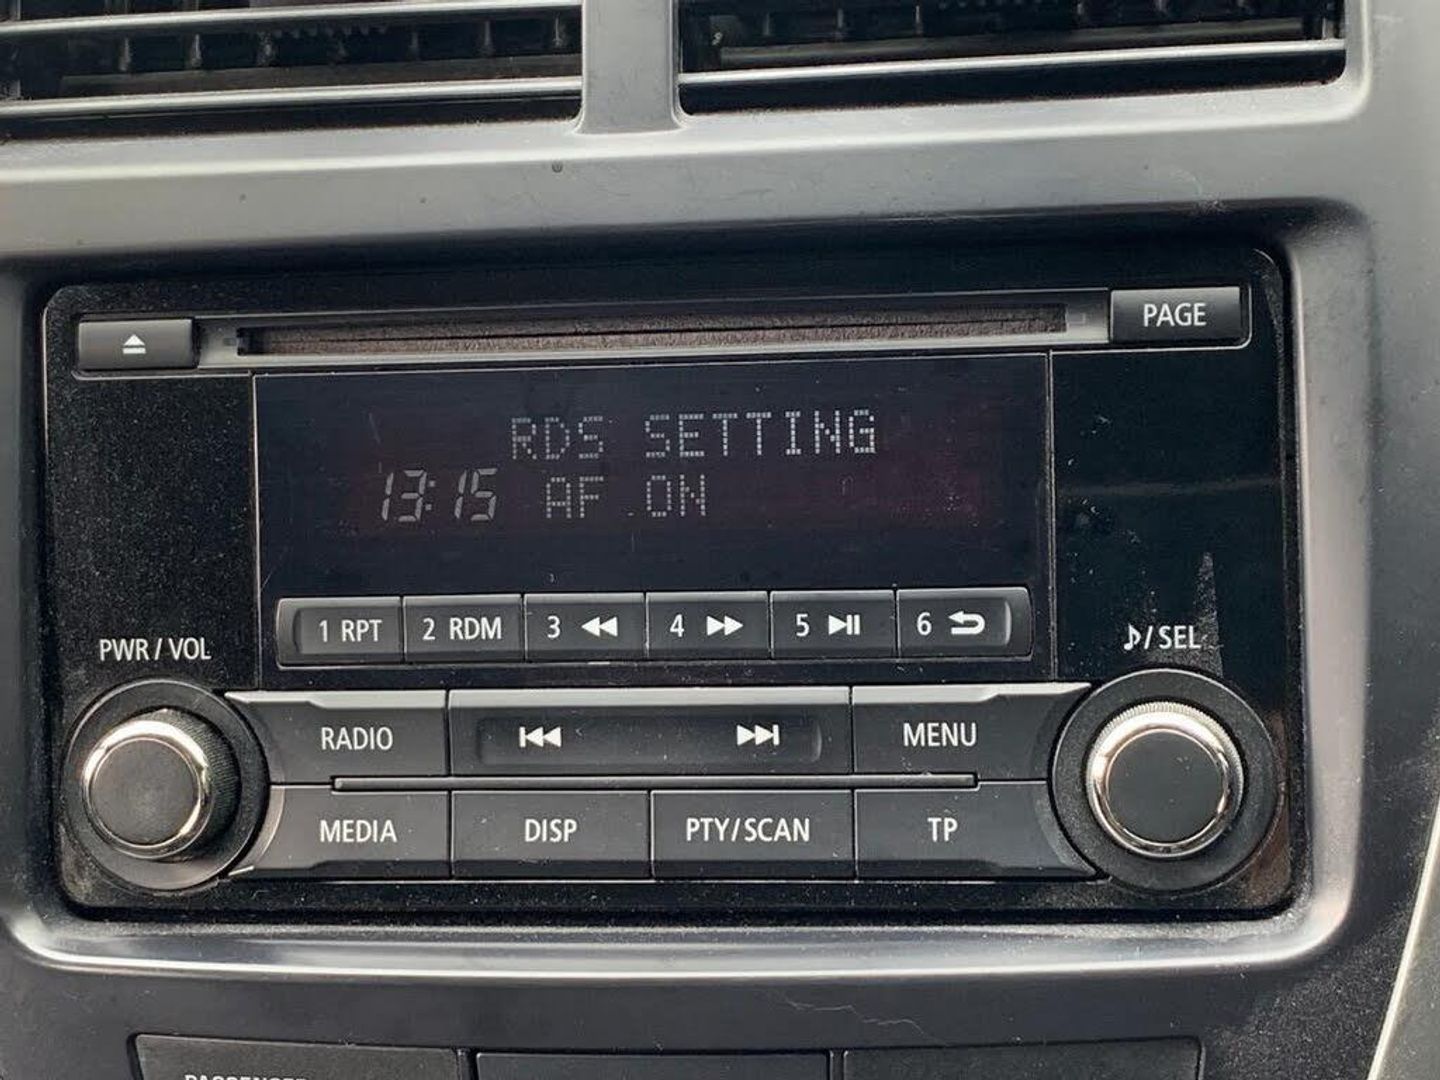 PAGE
RDS SETTING
13:15 AF ON
1 RPT
2 RDM
3
4
5
6
PWR / VOL
/ SEL
RADIO
MENU
MEDIA
DISP
PTY/SCAN
TP
PASSENGER